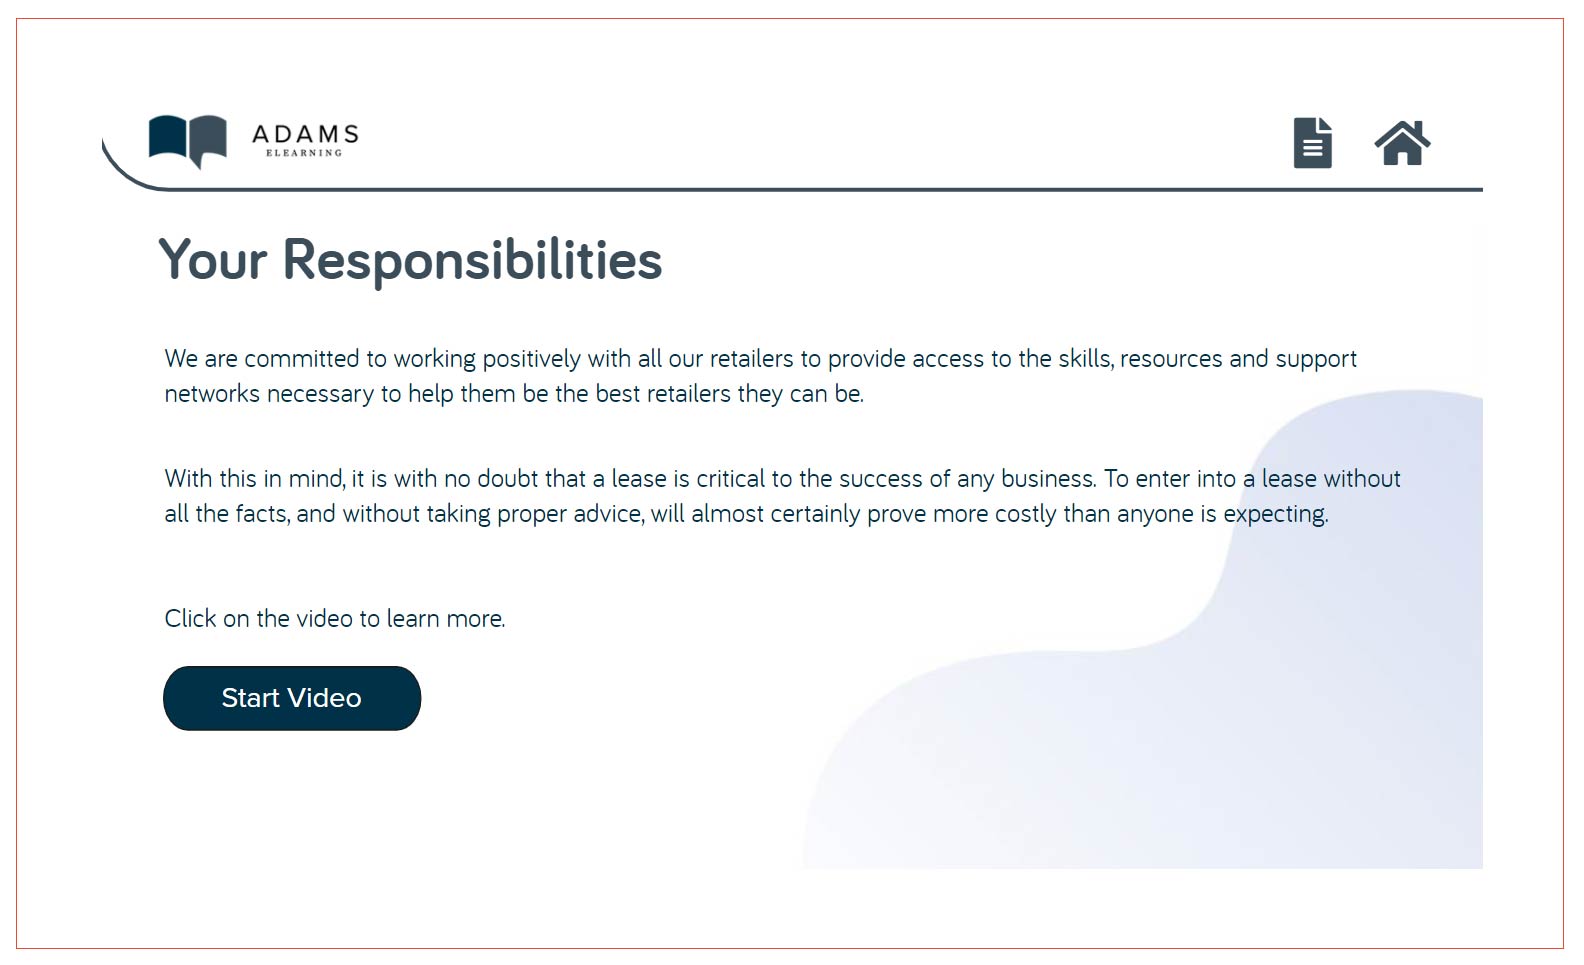 ADAMS
ELEARNING
Your Responsibilities
We are committed to working positively with all our retailers to provide access to the skills, resources and support
networks necessary to help them be the best retailers they can be.
With this in mind, it is with no doubt that a lease is critical to the success of any business. To enter into a lease without
all the facts, and without taking proper advice, will almost certainly prove more costly than anyone is expecting.
Click on the video to learn more.
Start Video